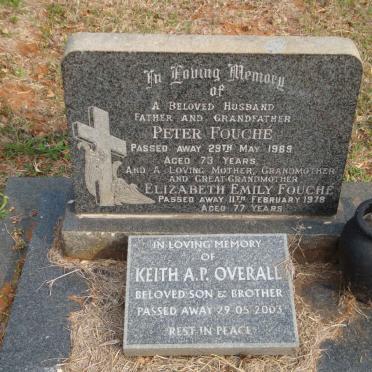 In Loving Memory
of
A Beloved Husband
Father and Grandfather
Peter Fouché
Passed away 29th May 1989
Aged 73 Years
And a Loving Mother, Grandmother
and Great-Grandmother
Elizabeth Emily Fouché
Passed away 11th February 1978
Aged 77 Years
IN LOVING MEMORY
OF
KEITH A.P. OVERALL
BELOVED SON & BROTHER
PASSED AWAY 29·05·2003
REST IN PEACE